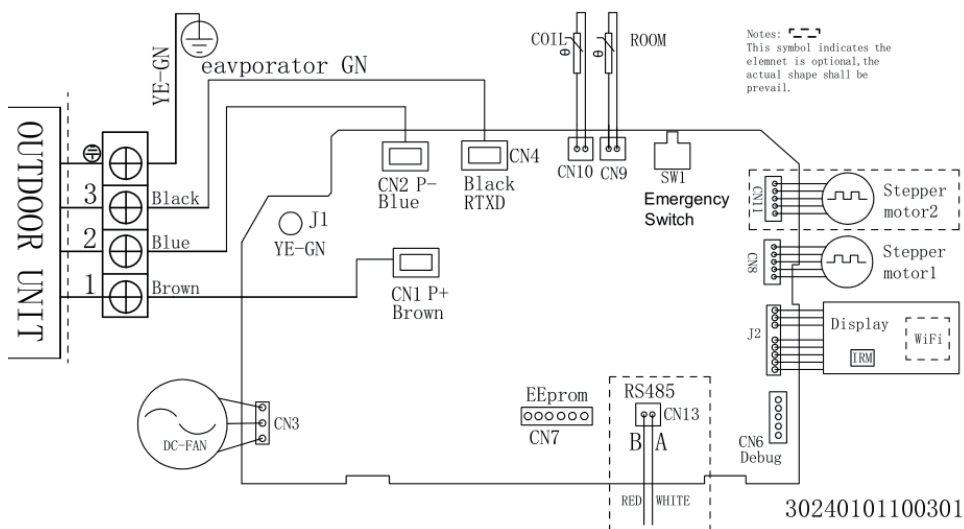 COIL
θ
θ
ROOM
Notes:
This symbol indicates the
elemnet is optional,the
actual shape shall be
prevail.
YE-GN
eavporator GN
OUTDOOR UNIT
3
2
1
Black
Blue
Brown
CN2 P-
Blue
CN4
Black
RTXD
CN10
CN9
SW1
Emergency
Switch
J1
YE-GN
CN1 P+
Brown
CN11
Stepper
motor2
CN8
Stepper
motor1
J2
Display
IRM
WiFi
DC-FAN
CN3
EEprom
CN7
RS485
CN13
B A
RED
WHITE
CN6
Debug
30240101100301